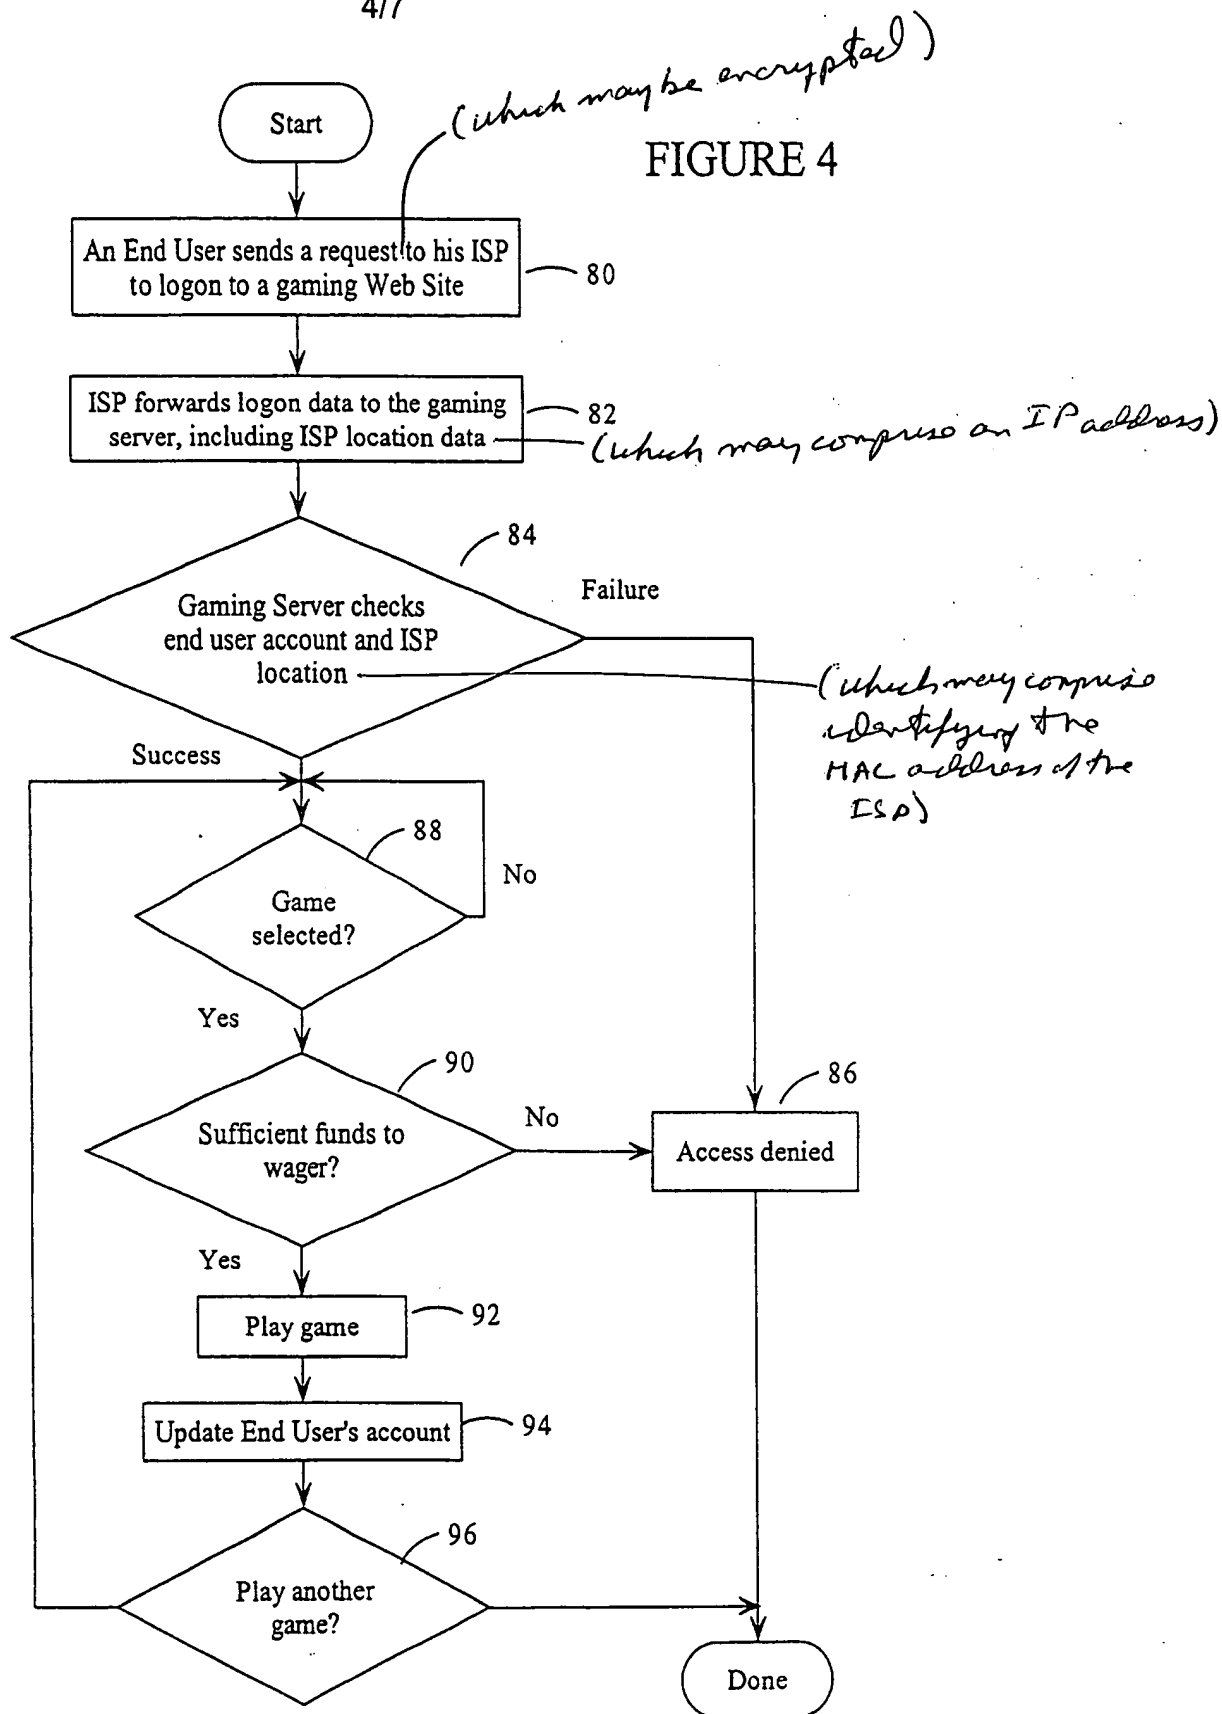 4/7
(which may be encrypted)
Start
FIGURE 4
An End User sends a request to his ISP
to logon to a gaming Web Site
80
ISP forwards logon data to the gaming
server, including ISP location data
82
(which may comprise an IP address)
84
Failure
Gaming Server checks
end user account and ISP
location
(which may comprise
identifying the
MAC address of the
ISP)
Success
88
No
Game
selected?
Yes
90
No
86
Sufficient funds to
wager?
Access denied
Yes
Play game
92
Update End User's account
94
96
Play another
game?
Done